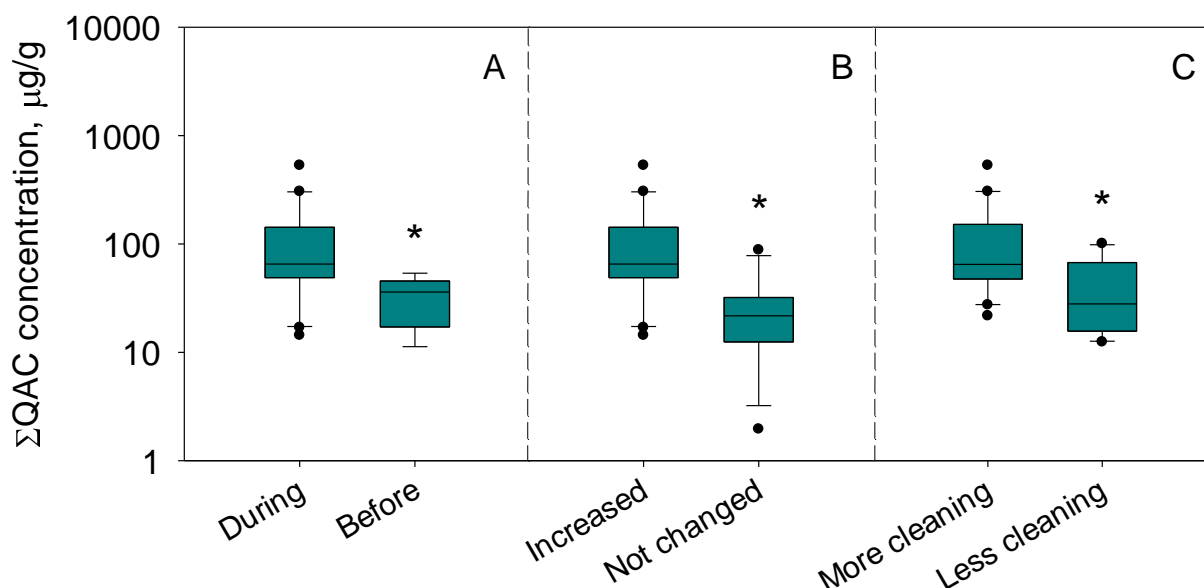 ΣQAC concentration, μg/g
10000
1000
100
10
1
A
B
C
*
*
*
During
Before
Increased
Not changed
More cleaning
Less cleaning